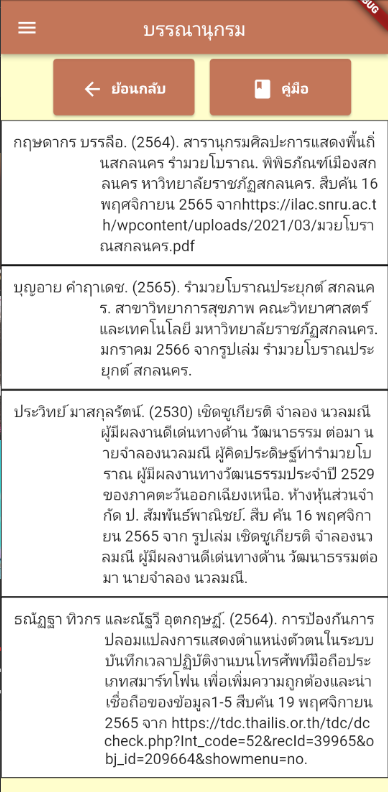 BUG
บรรณานุกรม
ย้อนกลับ
คู่มือ
กฤษดากร บรรลือ. (2564). สารานุกรมศิลปะการแสดงพื้นถิ่
นสกลนคร รำมวยโบราณ. พิพิธภัณฑ์เมืองสก
ลนคร หาวิทยาลัยราชภัฏสกลนคร. สืบคัน 16
พฤศจิกายน 2565 จากhttps://ilac.snru.ac.t
h/wpcontent/uploads/2021/03/มวยโบรา
ณสกลนคร.pdf
บุญอาย คำฤาเดช. (2565). รำมวยโบราณประยุกต์ สกลนค
ร. สาขาวิทยาการสุขภาพ คณะวิทยาศาสตร์
และเทคโนโลยี มหาวิทยาลัยราชภัฏสกลนคร.
มกราคม 2566 จากรูปเล่ม รำมวยโบราณประ
ยุกต์ สกลนคร.
ประวิทย์ มาสกุลรัตน์. (2530) เชิดชูเกียรติ จำลอง นวลมณี
ผู้มีผลงานดีเด่นทางด้าน วัฒนาธรรม ต่อมา น
ายจำลองนวลมณี ผู้คิดประดิษฐ์ท่ารำมวยโบ
ราณ ผู้มีผลงานทางวัฒนธรรมประจำปี 2529
ของภาคตะวันออกเฉียงเหนือ. ห้างหุ้นส่วนจำ
กัด ป. สัมพันธ์พาณิชย์. สืบ คัน 16 พฤศจิกา
ยน 2565 จาก รูปเล่ม เชิดชูเกียรติ จำลองนว
ลมณี ผู้มีผลงานดีเด่นทางด้าน วัฒนาธรรมต่อ
มา นายจำลอง นวลมณี.
ธณัฏฐา ทิวกร และณัฐวี อุตกฤษฏ์. (2564). การป้องกันการ
ปลอมแปลงการแสดงตำแหน่งตัวตนในระบบ
บันทึกเวลาปฏิบัติงานบนโทรศัพท์มือถือประ
เภทสมาร์ทโฟน เพื่อเพิ่มความถูกต้องและน่า
เชื่อถือของข้อมูล1-5 สืบคัน 19 พฤศจิกายน
2565 จาก https://tdc.thailis.or.th/tdc/dc
check.php?Int_code=52&recId=39965&o
bj_id=209664&showmenu=no.